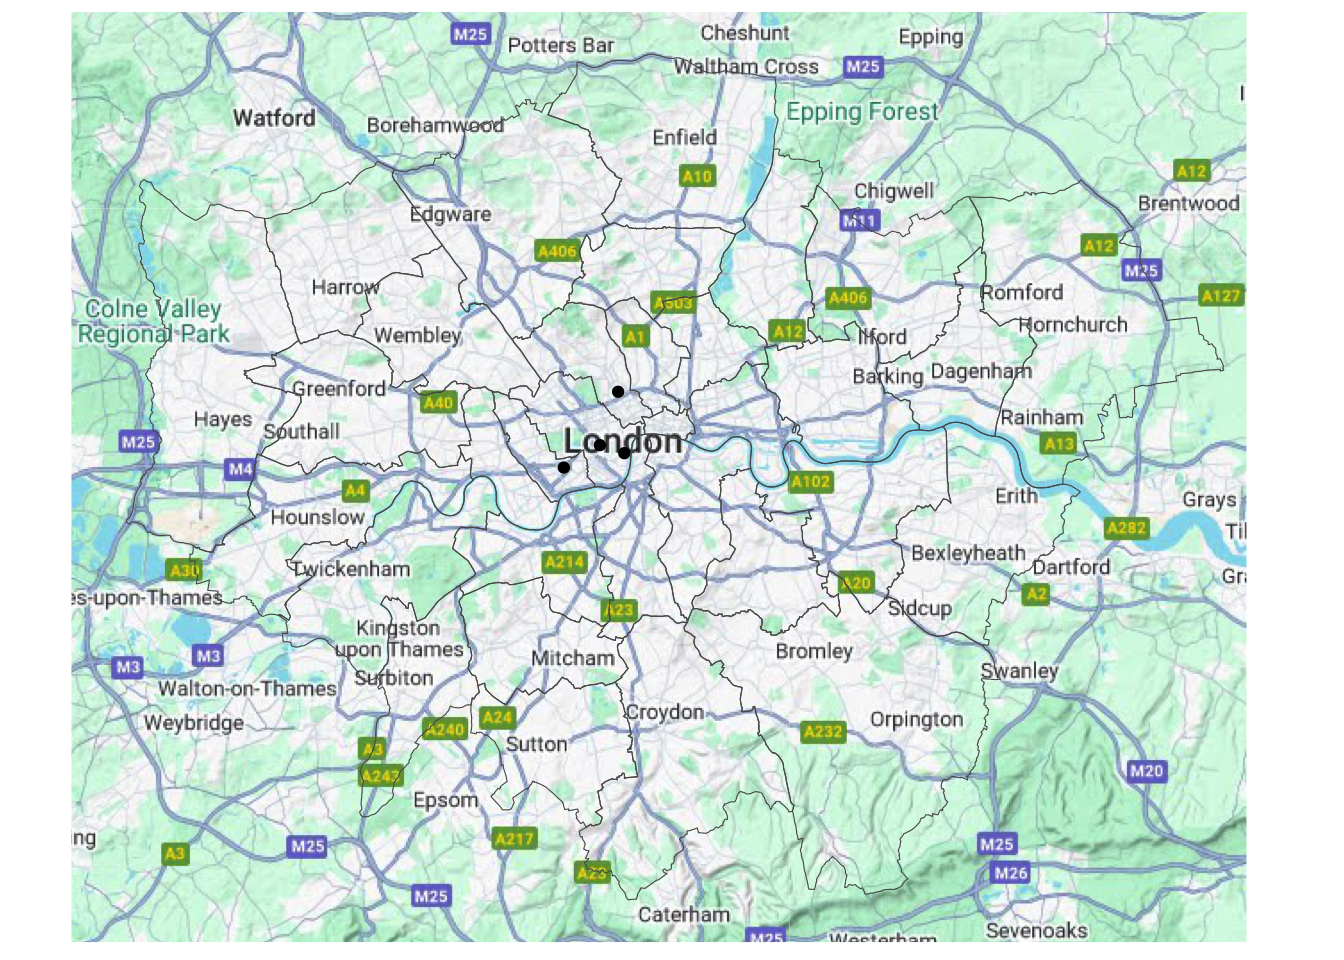 M25
Potters Bar
Cheshunt
Epping
Waltham Cross
M25
Epping Forest
Watford
Borehamwood
Enfield
A10
A12
Chigwell
Brentwood
Edgware
M11
A406
A12
M25
Harrow
A503
A406
Romford
A127
Colne Valley
Regional Park
Wembley
A1
A12
Ilford
Hornchurch
Greenford
A40
Barking
Dagenham
Hayes
Southall
Rainham
M25
London
A13
M4
A4
A102
Erith
Grays
Hounslow
A282
Til
A30
Twickenham
A214
Bexleyheath
Dartford
Gra
es-upon-Thames
A23
A20
Sidcup
A2
Kingston
upon Thames
Mitcham
Bromley
M3
M3
Surbiton
Swanley
Walton-on-Thames
Weybridge
A240
A24
Croydon
A232
Orpington
A3
Sutton
A243
M20
Epsom
ing
A3
M25
A217
M25
A23
M26
M25
Caterham
M25
Westerham
Sevenoaks